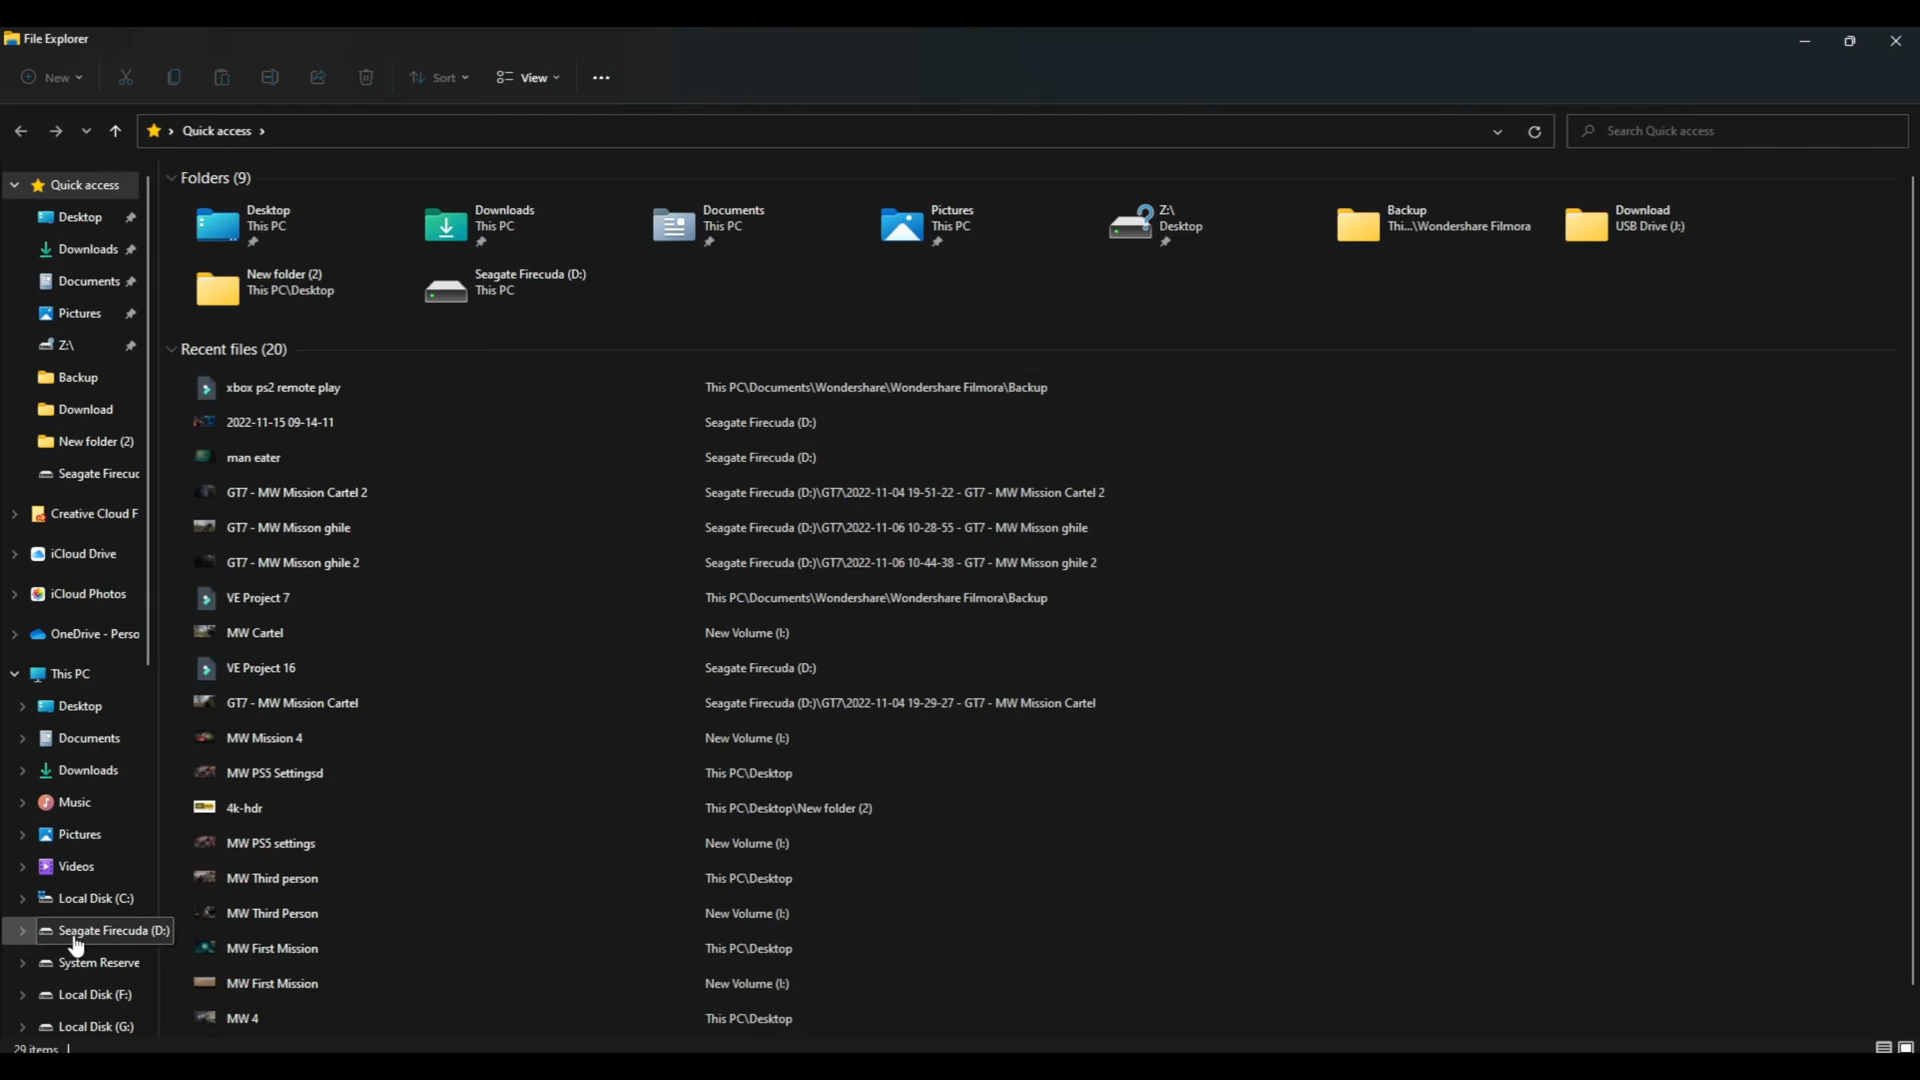 File Explorer
New
Sort
View
Quick access
Search Quick access
Quick access
Desktop
Downloads
Documents
Pictures
Z:\
Backup
Download
New folder (2)
Seagate Firecuc
Creative Cloud F
iCloud Drive
iCloud Photos
OneDrive - Perso
This PC
Desktop
Documents
Downloads
Music
Pictures
Videos
Local Disk (C:)
Seagate Firecuda (D:)
System Reserve
Local Disk (F:)
Local Disk (G:)
Folders (9)
Desktop
This PC
Downloads
This PC
Documents
This PC
Pictures
This PC
Z:\
Desktop
Backup
Thi...\Wondershare Filmora
Download
USB Drive (J:)
New folder (2)
This PC\Desktop
Seagate Firecuda (D:)
This PC
Recent files (20)
xbox ps2 remote play This PC\Documents\Wondershare\Wondershare Filmora\Backup
2022-11-15 09-14-11 Seagate Firecuda (D:)
man eater Seagate Firecuda (D:)
GT7 - MW Mission Cartel 2 Seagate Firecuda (D:)\GT7\2022-11-04 19-51-22 - GT7 - MW Mission Cartel 2
GT7 - MW Misson ghile Seagate Firecuda (D:)\GT7\2022-11-06 10-28-55 - GT7 - MW Misson ghile
GT7 - MW Misson ghile 2 Seagate Firecuda (D:)\GT7\2022-11-06 10-44-38 - GT7 - MW Misson ghile 2
VE Project 7 This PC\Documents\Wondershare\Wondershare Filmora\Backup
MW Cartel New Volume (I:)
VE Project 16 Seagate Firecuda (D:)
GT7 - MW Mission Cartel Seagate Firecuda (D:)\GT7\2022-11-04 19-29-27 - GT7 - MW Mission Cartel
MW Mission 4 New Volume (I:)
MW PS5 Settingsd This PC\Desktop
4k-hdr This PC\Desktop\New folder (2)
MW PS5 settings New Volume (I:)
MW Third person This PC\Desktop
MW Third Person New Volume (I:)
MW First Mission This PC\Desktop
MW First Mission New Volume (I:)
MW 4 This PC\Desktop
29 items